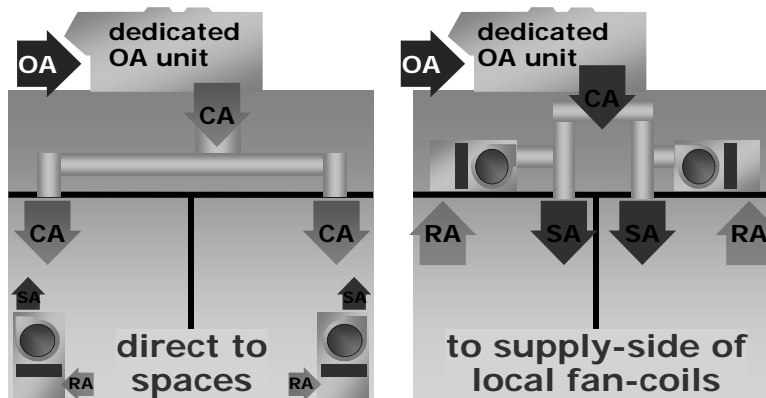 dedicated
OA unit
OA
CA
CA
CA
SA
SA
RA
RA
direct to
spaces
dedicated
OA unit
OA
CA
RA
SA
SA
RA
to supply-side of
local fan-coils